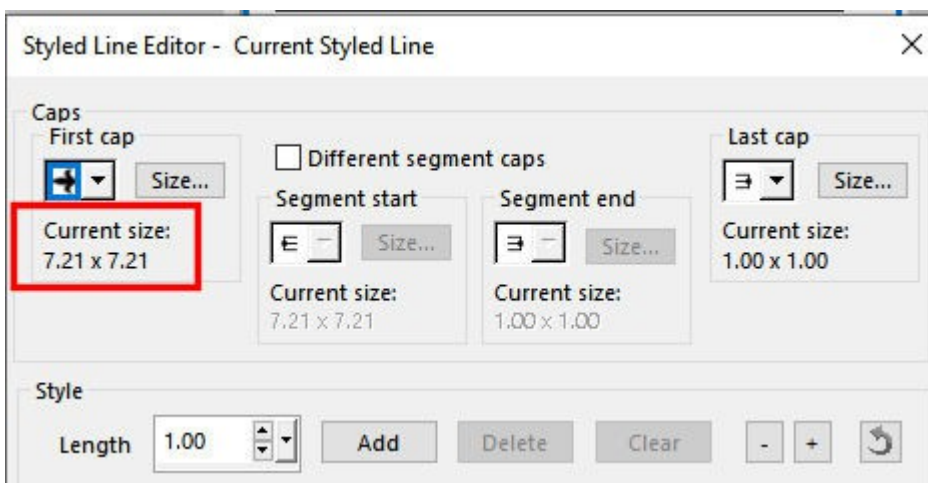 Styled Line Editor - Current Styled Line
Caps
First cap
Size...
Current size:
7.21 x 7.21
Different segment caps
Segment start
Size...
Current size:
7.21 x 7.21
Segment end
Size...
Current size:
1.00 x 1.00
Last cap
Size...
Current size:
1.00 x 1.00
Style
Length 1.00 Add Delete Clear - +